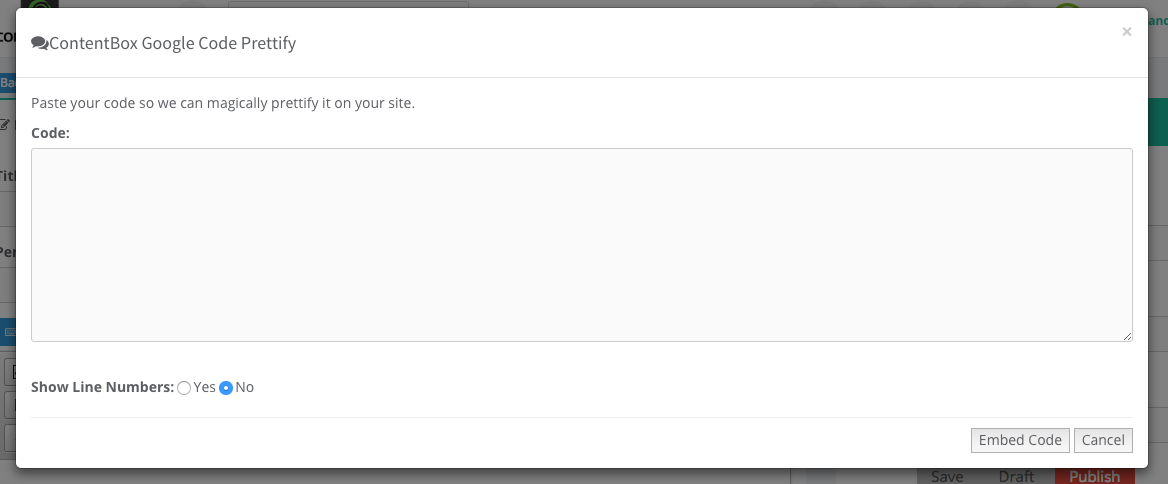 ContentBox Google Code Prettify
×
Paste your code so we can magically prettify it on your site.
Code:
Show Line Numbers: Yes No
Embed Code Cancel
Save Draft Publish